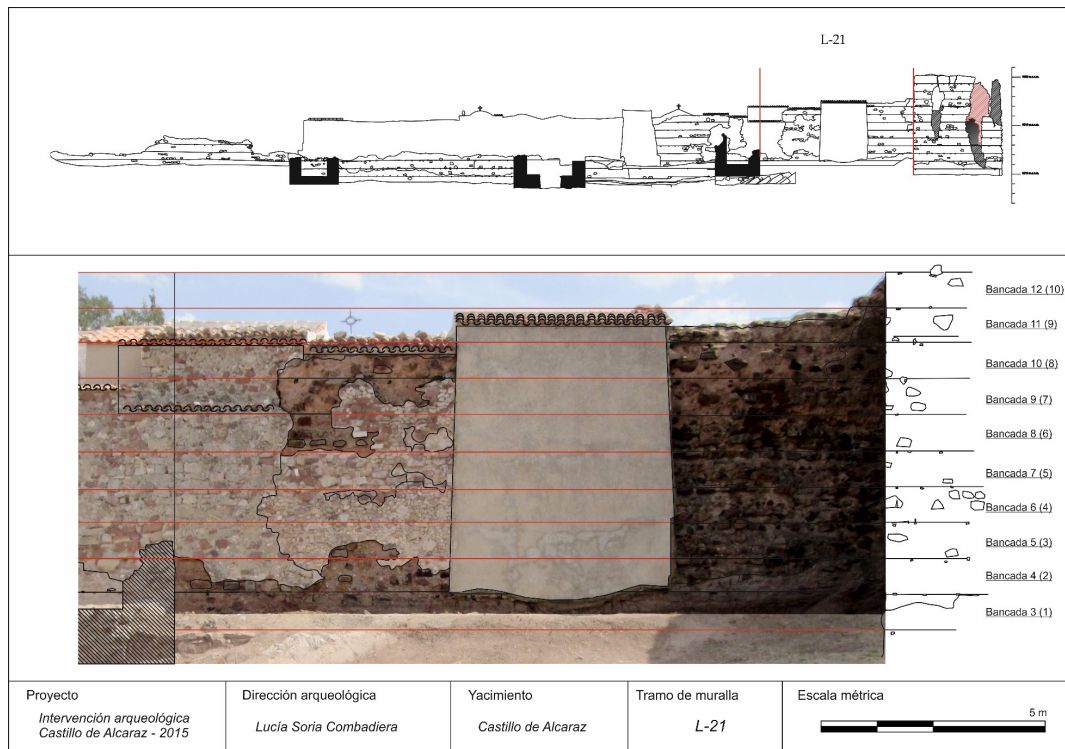 L-21
Bancada 12 (10)
Bancada 11 (9)
Bancada 10 (8)
Bancada 9 (7)
Bancada 8 (6)
Bancada 7 (5)
Bancada 6 (4)
Bancada 5 (3)
Bancada 4 (2)
Bancada 3 (1)
Proyecto
Intervención arqueológica
Castillo de Alcaraz - 2015
Dirección arqueológica
Lucía Soria Combadiera
Yacimiento
Castillo de Alcaraz
Tramo de muralla
L-21
Escala métrica
5 m